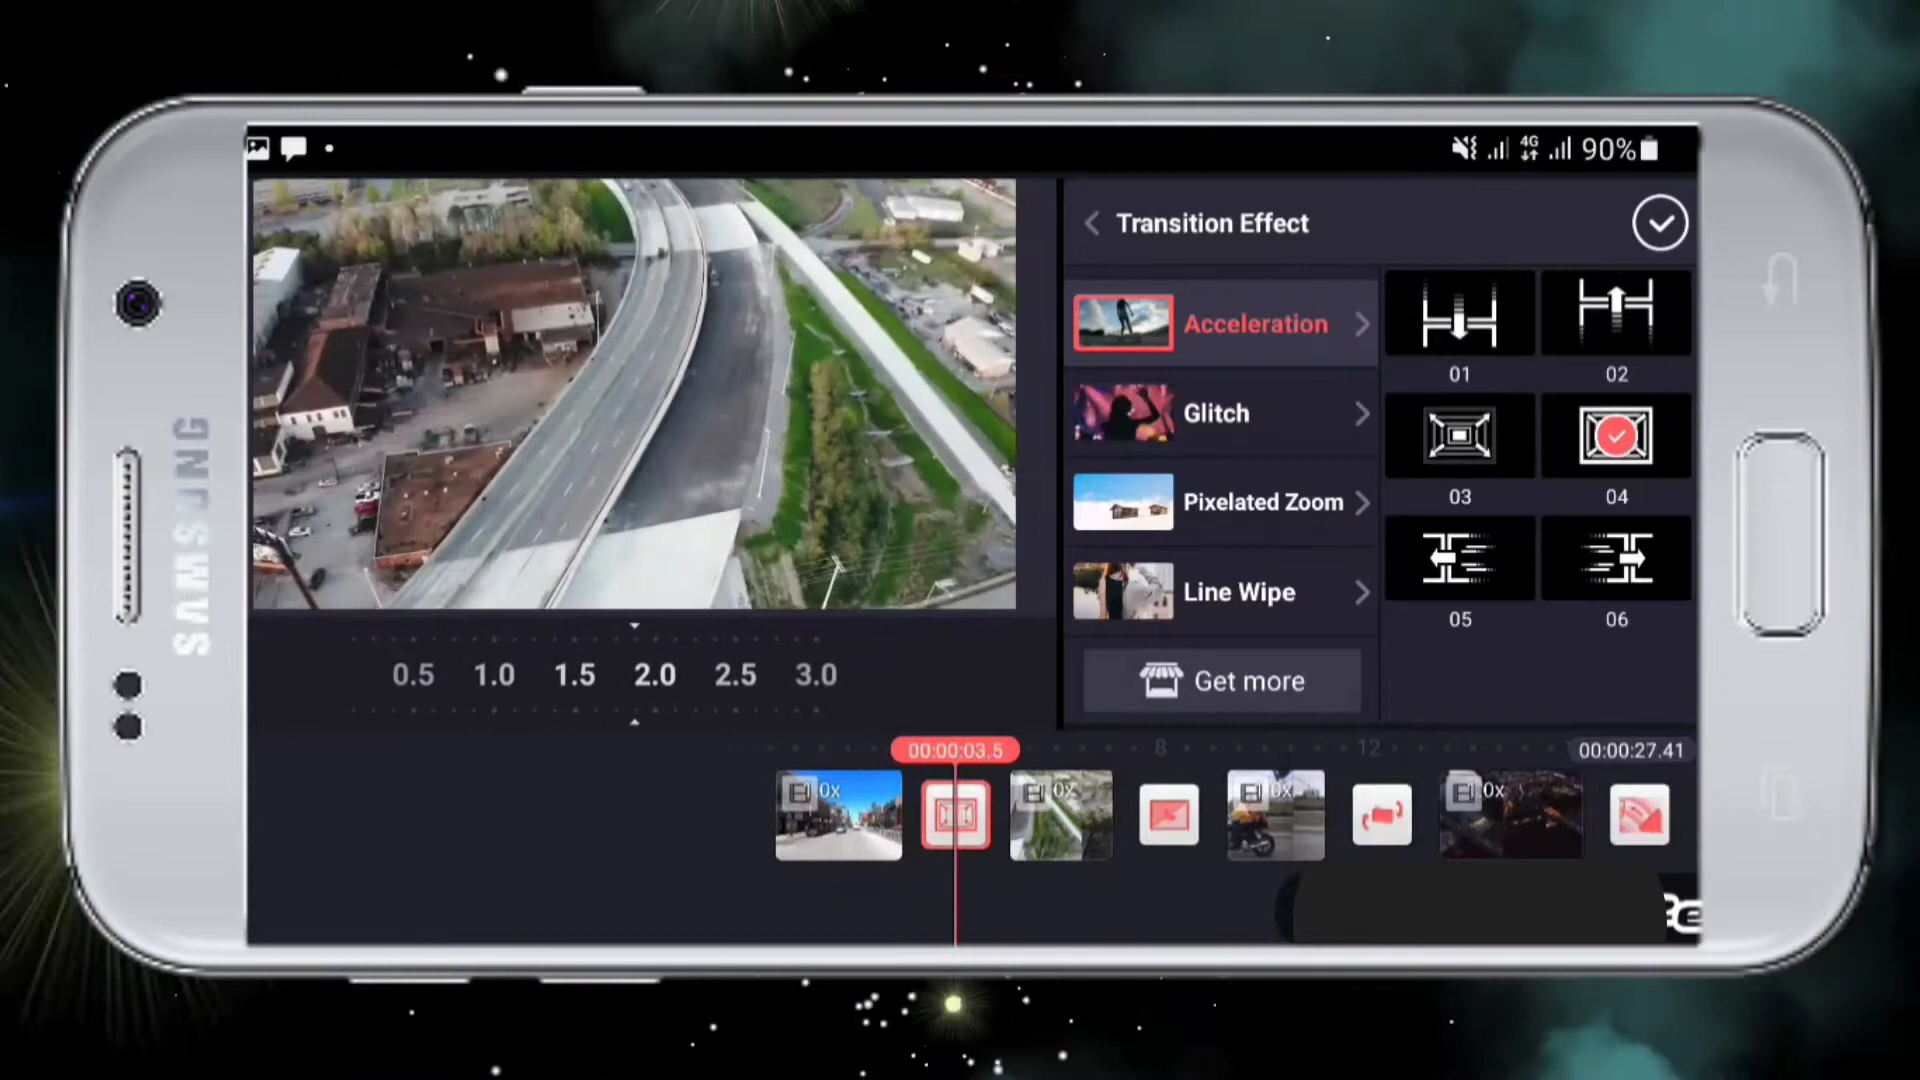 4G
90%
Transition Effect
Acceleration
Glitch
Pixelated Zoom
Line Wipe
Get more
01
02
03
04
05
06
0.5 1.0 1.5 2.0 2.5 3.0
00:00:03.5
8
12
00:00:27.41
0x
0x
0x
.0x
SAMSUNG